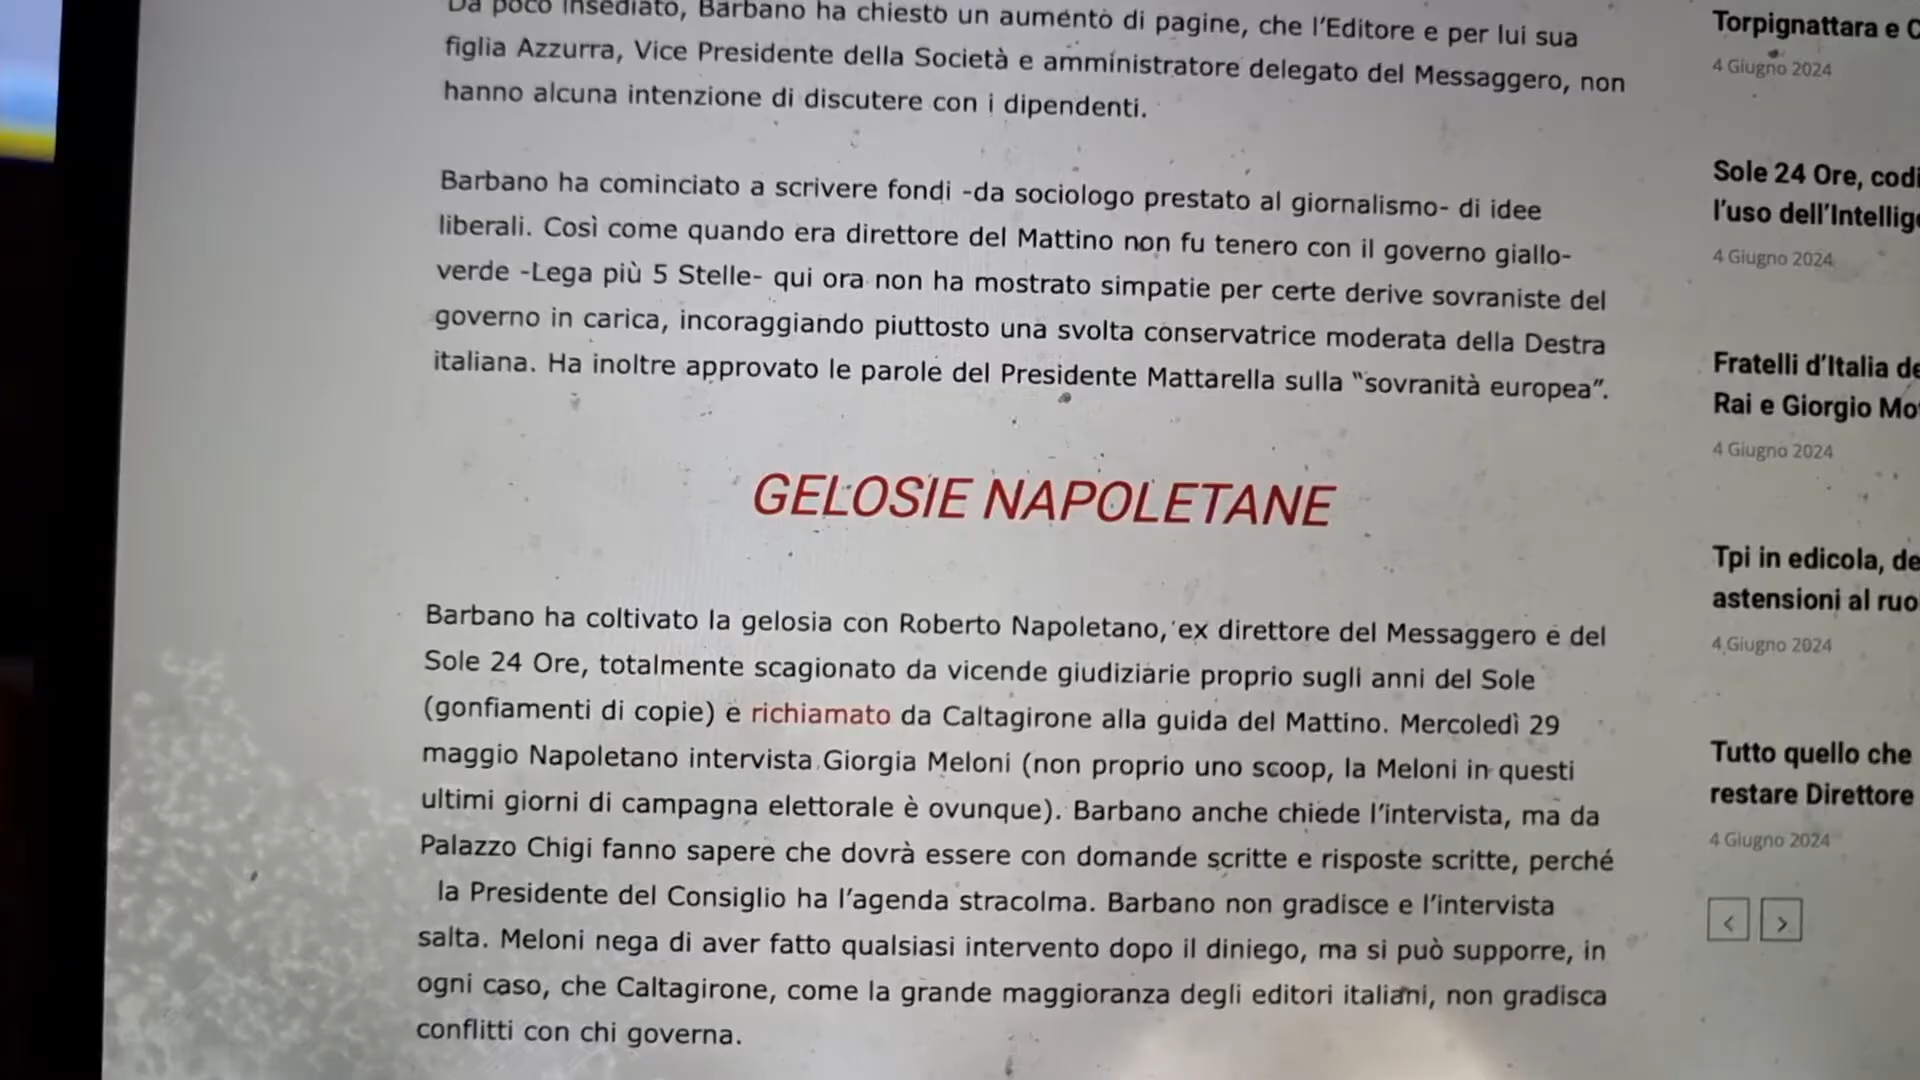 Da poco insediato, Barbano ha chiesto un aumento di pagine, che l'Editore e per lui sua
figlia Azzurra, Vice Presidente della Società e amministratore delegato del Messaggero, non
hanno alcuna intenzione di discutere con i dipendenti.
Barbano ha cominciato a scrivere fondi -da sociologo prestato al giornalismo- di idee
liberali. Così come quando era direttore del Mattino non fu tenero con il governo giallo-
verde -Lega più 5 Stelle- qui ora non ha mostrato simpatie per certe derive sovraniste del
governo in carica, incoraggiando piuttosto una svolta conservatrice moderata della Destra
italiana. Ha inoltre approvato le parole del Presidente Mattarella sulla "sovranità europea".
GELOSIE NAPOLETANE
Barbano ha coltivato la gelosia con Roberto Napoletano, ex direttore del Messaggero e del
Sole 24 Ore, totalmente scagionato da vicende giudiziarie proprio sugli anni del Sole
(gonfiamenti di copie) e richiamato da Caltagirone alla guida del Mattino. Mercoledì 29
maggio Napoletano intervista Giorgia Meloni (non proprio uno scoop, la Meloni in questi
ultimi giorni di campagna elettorale è ovunque). Barbano anche chiede l'intervista, ma da
Palazzo Chigi fanno sapere che dovrà essere con domande scritte e risposte scritte, perché
la Presidente del Consiglio ha l'agenda stracolma. Barbano non gradisce e l'intervista
salta. Meloni nega di aver fatto qualsiasi intervento dopo il diniego, ma si può supporre, in
ogni caso, che Caltagirone, come la grande maggioranza degli editori italiani, non gradisca
conflitti con chi governa.
Torpignattara e
4 Giugno 2024
Sole 24 Ore, codi
l'uso dell'Intellig
4 Giugno 2024
Fratelli d'Italia de
Rai e Giorgio Mo
4 Giugno 2024
Tpi in edicola, de
astensioni al ruo
4 Giugno 2024
Tutto quello che
restare Direttore
4 Giugno 2024